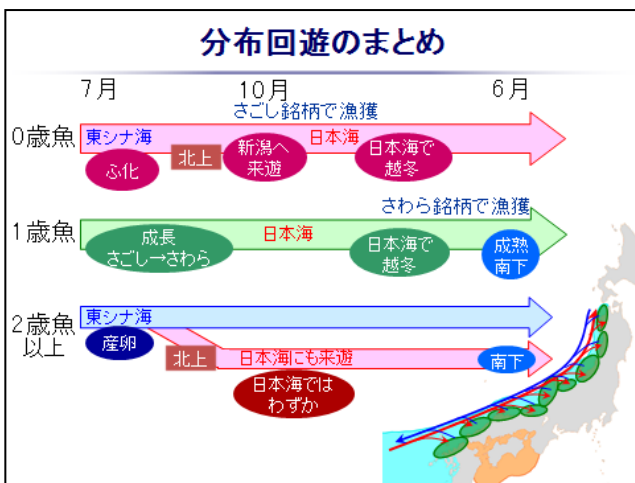 分布回遊のまとめ
7月 10月 6月
さごし銘柄で漁獲
0歳魚
東シナ海
日本海
ふ化
北上
新潟へ
来遊
日本海で
越冬
さわら銘柄で漁獲
1歳魚
成長
さごし→さわら
日本海
日本海で
越冬
成熟
南下
2歳魚
以上
東シナ海
産卵
北上
日本海にも来遊
南下
日本海では
わずか